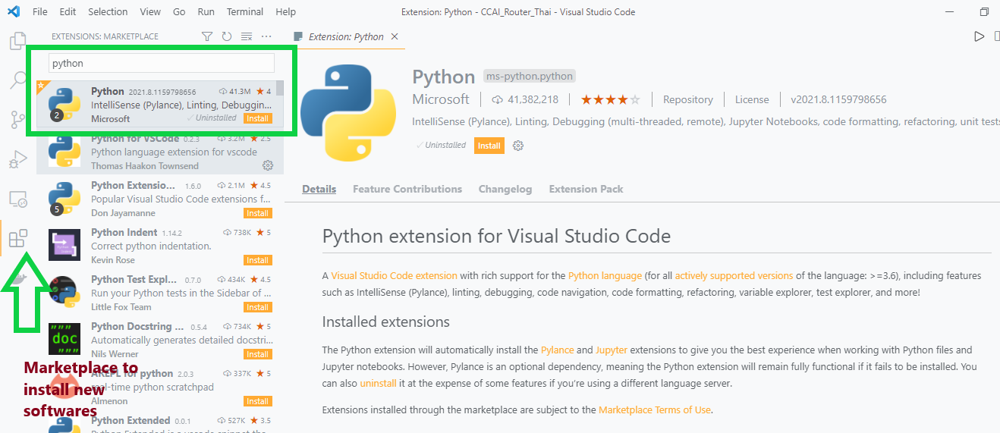 File Edit Selection View Go Run Terminal Help
Extension: Python - CCAI_Router_Thai - Visual Studio Code
EXTENSIONS: MARKETPLACE
python
Python 2021.8.1159798656 41.3M ★ 4
IntelliSense (Pylance), Linting, Debuggin...
2
Microsoft ✓ Uninstalled Install
Python for VSCode 0.2.3 3.2M ★ 2.5
Python language extension for vscode
Thomas Haakon Townsend
Python Extensio... 1.6.0 2.1M ★ 4.5
Popular Visual Studio Code extensions f...
5
Don Jayamanne Install
Python Indent 1.14.2 738K ★ 5
Correct python indentation.
Kevin Rose Install
Python Test Expl... 0.7.0 434K ★ 4.5
Run your Python tests in the Sidebar of ...
Little Fox Team Install
Python Docstring ... 0.5.4 734K ★ 5
Automatically generates detailed docstri...
"""
doc
"""
Nils Werner Install
AREPL for python 2.0.3 337K ★ 5
real-time python scratchpad
Almenon Install
Python Extended 0.0.1 527K ★ 3.5
Python Extended is a vscode snippet tha...
Marketplace to
install new
softwares
Extension: Python
Python ms-python.python
Microsoft 41,382,218 ★★★★☆ Repository License v2021.8.1159798656
IntelliSense (Pylance), Linting, Debugging (multi-threaded, remote), Jupyter Notebooks, code formatting, refactoring, unit tests
✓ Uninstalled Install
Details Feature Contributions Changelog Extension Pack
Python extension for Visual Studio Code
A Visual Studio Code extension with rich support for the Python language (for all actively supported versions of the language: >=3.6), including features
such as IntelliSense (Pylance), linting, debugging, code navigation, code formatting, refactoring, variable explorer, test explorer, and more!
Installed extensions
The Python extension will automatically install the Pylance and Jupyter extensions to give you the best experience when working with Python files and
Jupyter notebooks. However, Pylance is an optional dependency, meaning the Python extension will remain fully functional if it fails to be installed. You
can also uninstall it at the expense of some features if you're using a different language server.
Extensions installed through the marketplace are subject to the Marketplace Terms of Use.